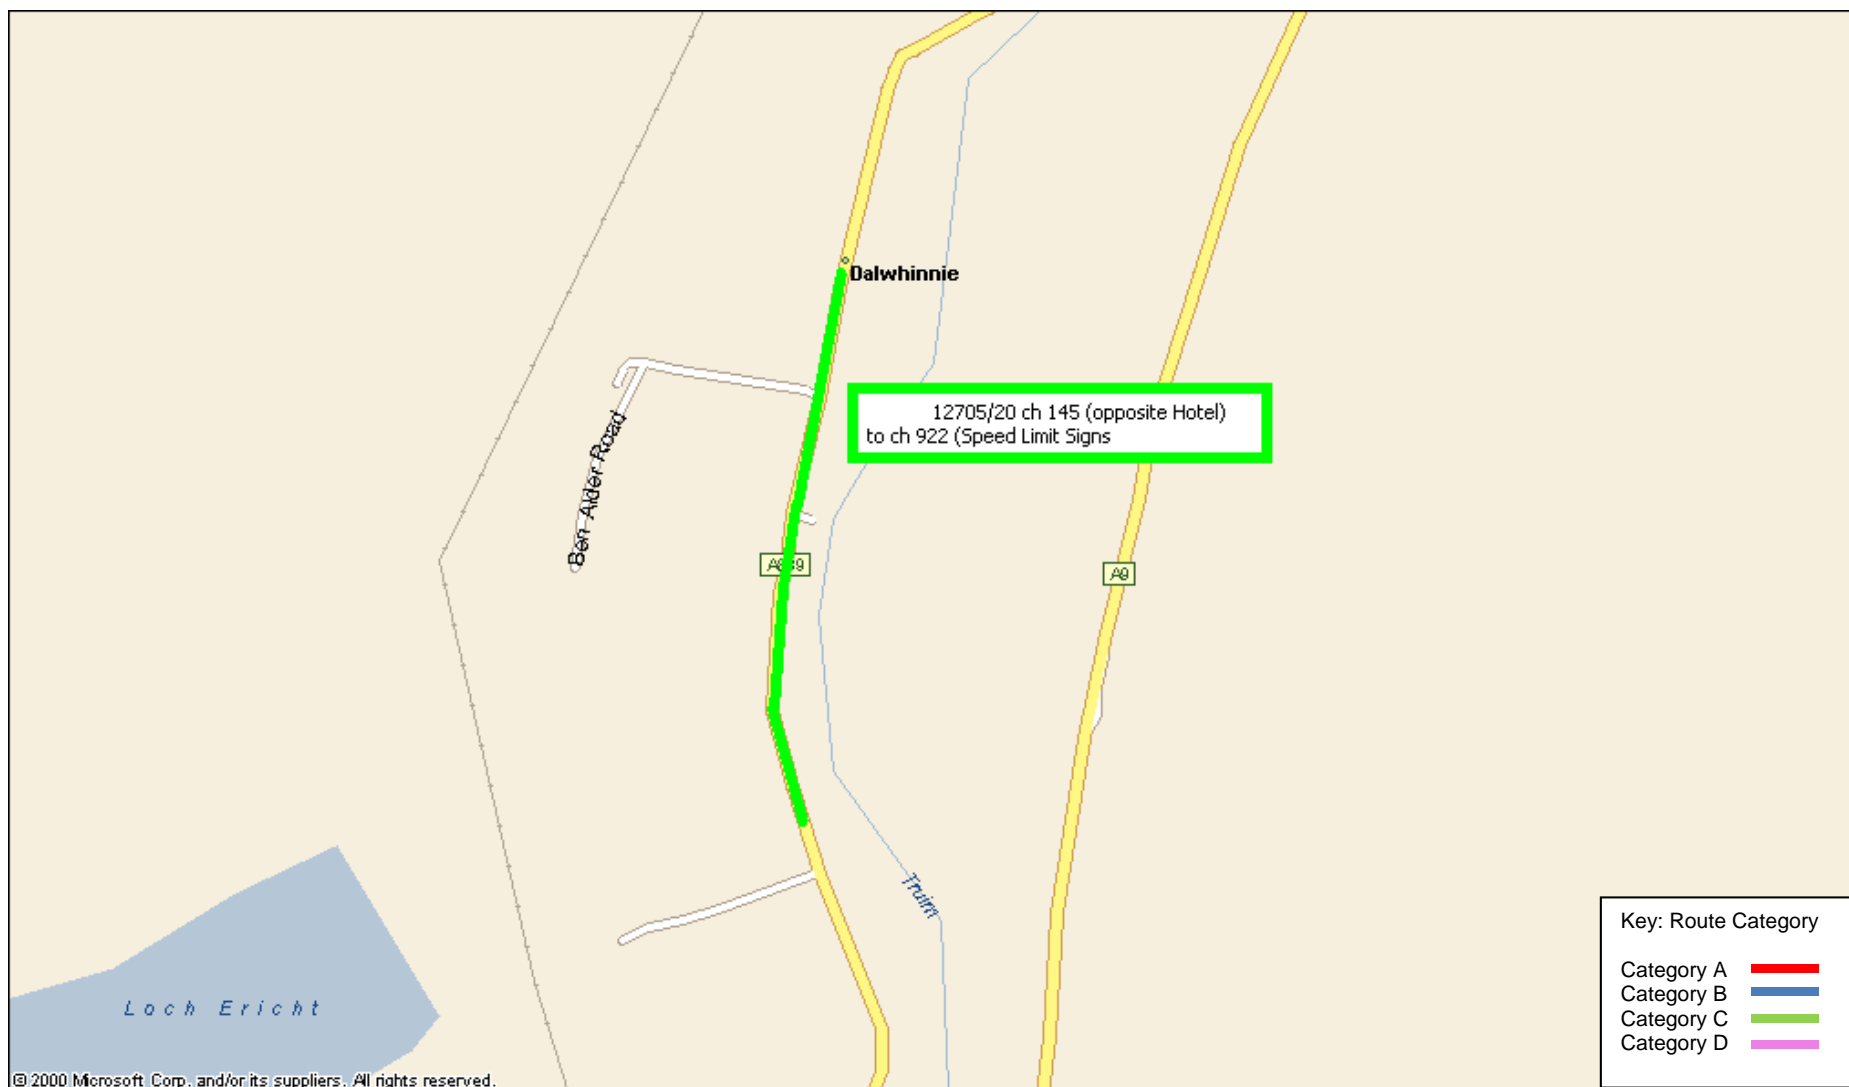 Dalwhinnie
12705/20 ch 145 (opposite Hotel)
to ch 922 (Speed Limit Signs
Ben Alder Road
A9
Truim
Loch Ericht
Key: Route Category
Category A
Category B
Category C
Category D
© 2000 Microsoft Corp. and/or its suppliers. All rights reserved.